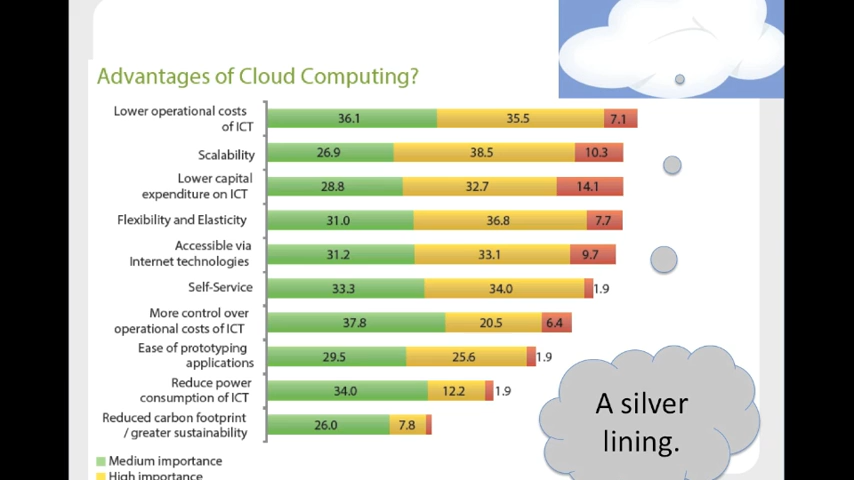 Advantages of Cloud Computing?
Lower operational costs
of ICT
36.1 35.5 7.1
Scalability
26.9 38.5 10.3
Lower capital
expenditure on ICT
28.8 32.7 14.1
Flexibility and Elasticity
31.0 36.8 7.7
Accessible via
Internet technologies
31.2 33.1 9.7
Self-Service
33.3 34.0 1.9
More control over
operational costs of ICT
37.8 20.5 6.4
Ease of prototyping
applications
29.5 25.6 1.9
Reduce power
consumption of ICT
34.0 12.2 1.9
Reduced carbon footprint
/ greater sustainability
26.0 7.8
Medium importance
High importance
A silver
lining.